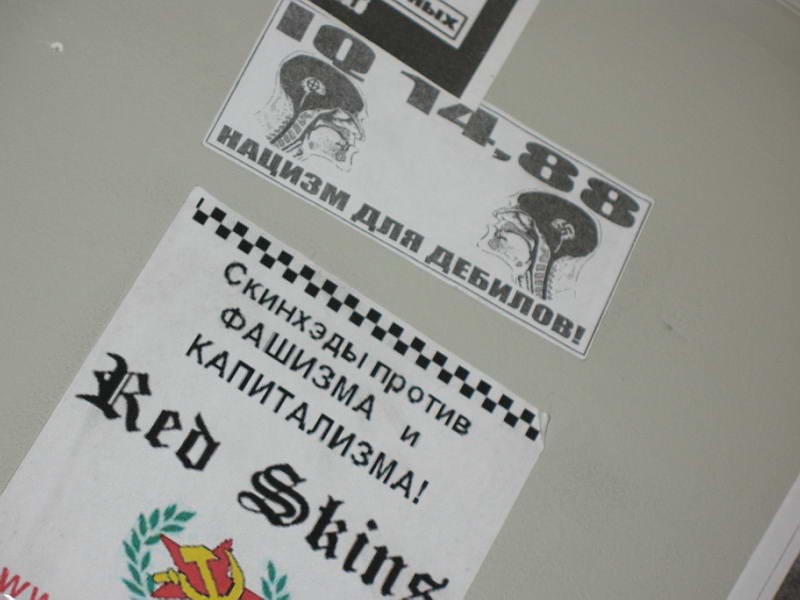 IQ 14,88
НАЦИЗМ ДЛЯ ДЕБИЛОВ!
Скинхэды против
ФАШИЗМА и
КАПИТАЛИЗМА!
Red Skins